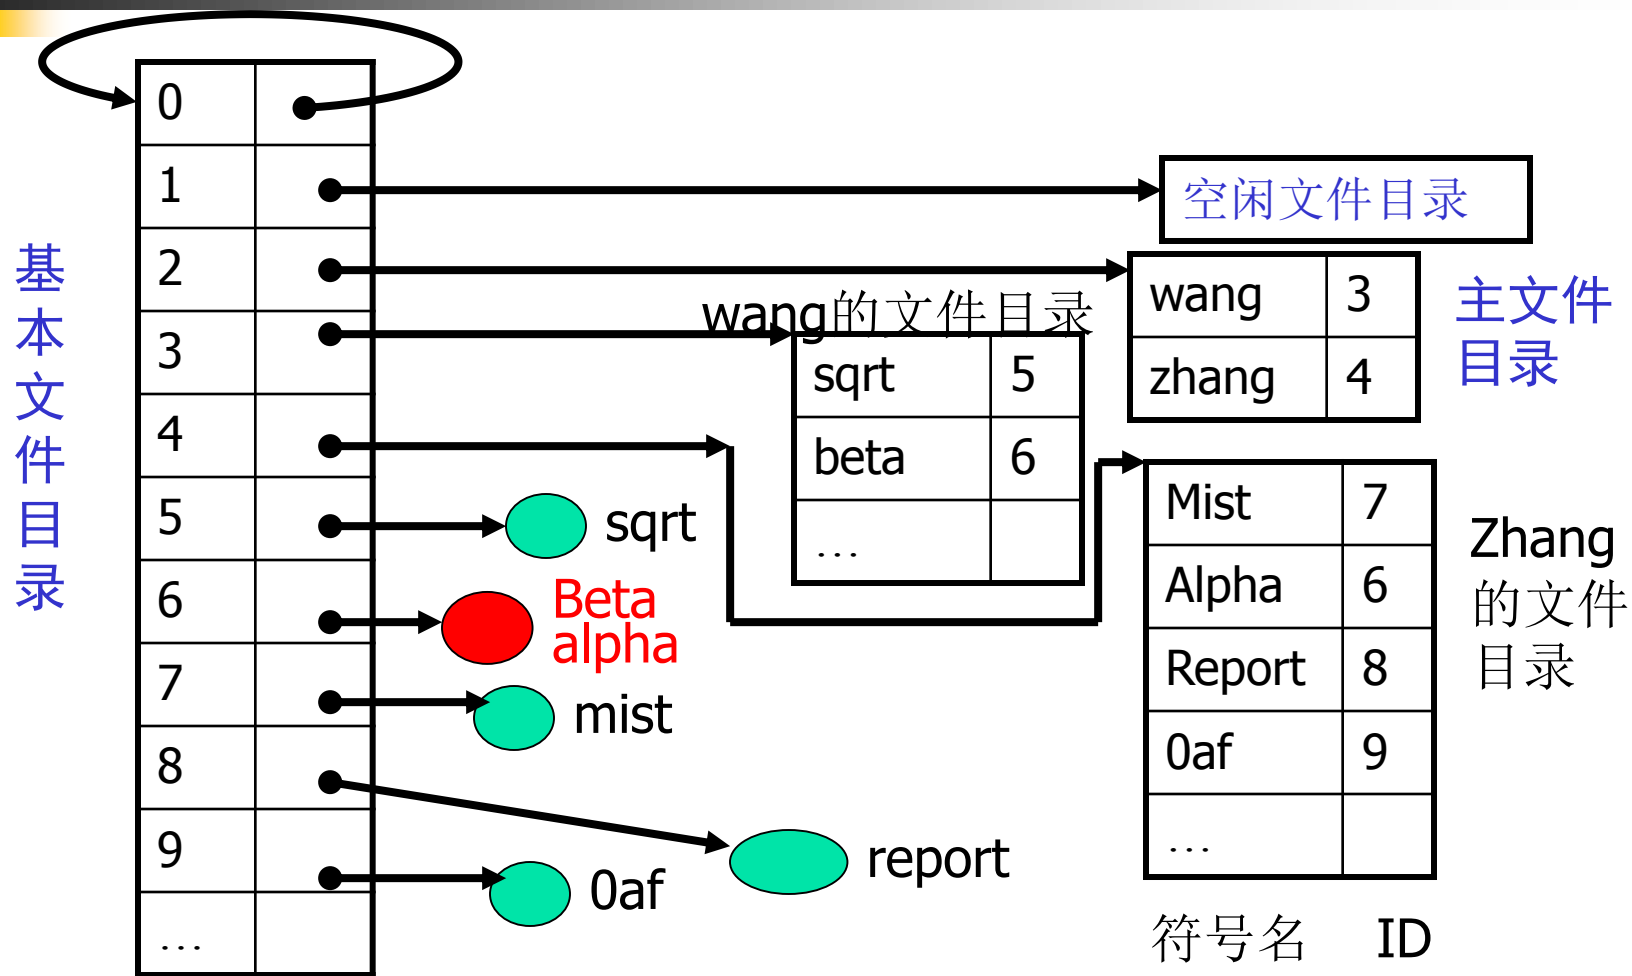 基本文件目录
0
1
2
3
4
5
6
7
8
9
...
空闲文件目录
wang 3
zhang 4
主文件
目录
wang的文件目录
sqrt 5
beta 6
...
sqrt
Beta
alpha
mist
report
0af
Mist 7
Alpha 6
Report 8
0af 9
...
Zhang
的文件
目录
符号名 ID